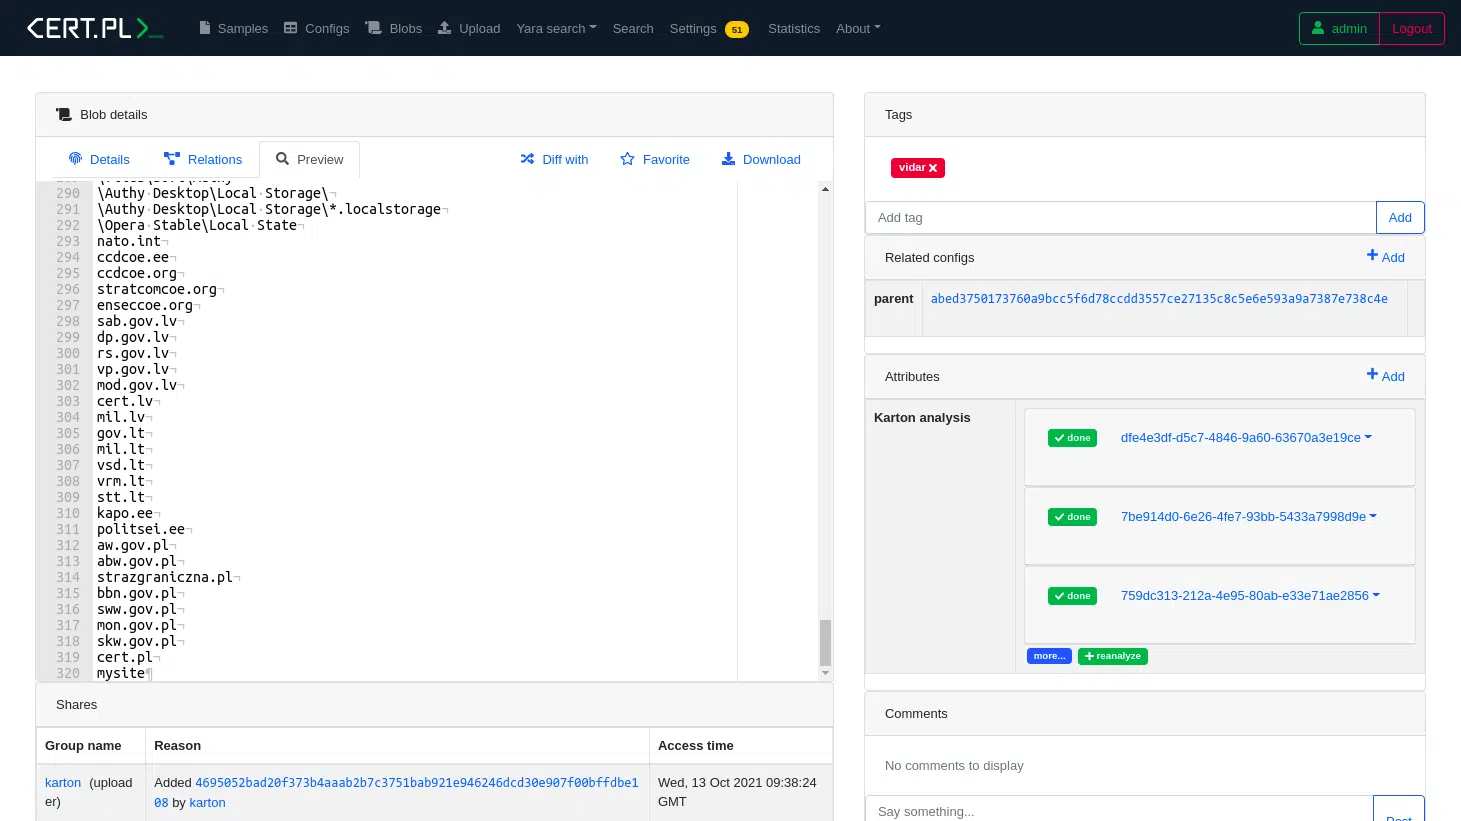 CERT.PL>_
Samples Configs Blobs Upload Yara search Search Settings 51 Statistics About admin Logout
Blob details
Details Relations Preview Diff with Favorite Download
290 \Authy·Desktop\Local·Storage\¬
291 \Authy·Desktop\Local·Storage\*.localstorage¬
292 \Opera·Stable\Local·State¬
293 nato.int¬
294 ccdcoe.ee¬
295 ccdcoe.org¬
296 stratcomcoe.org¬
297 enseccoe.org¬
298 sab.gov.lv¬
299 dp.gov.lv¬
300 rs.gov.lv¬
301 vp.gov.lv¬
302 mod.gov.lv¬
303 cert.lv¬
304 mil.lv¬
305 gov.lt¬
306 mil.lt¬
307 vsd.lt¬
308 vrm.lt¬
309 stt.lt¬
310 kapo.ee¬
311 politsei.ee¬
312 aw.gov.pl¬
313 abw.gov.pl¬
314 strazgraniczna.pl¬
315 bbn.gov.pl¬
316 sww.gov.pl¬
317 mon.gov.pl¬
318 skw.gov.pl¬
319 cert.pl¬
320 mysite¶
Shares
Group name Reason Access time
karton (upload
er)
Added 4695052bad20f373b4aaab2b7c3751bab921e946246dcd30e907f00bffdbe1
08 by karton
Wed, 13 Oct 2021 09:38:24
GMT
Tags
vidar
Add tag Add
Related configs Add
parent abed3750173760a9bcc5f6d78ccdd3557ce27135c8c5e6e593a9a7387e738c4e
Attributes Add
Karton analysis
done dfe4e3df-d5c7-4846-9a60-63670a3e19ce
done 7be914d0-6e26-4fe7-93bb-5433a7998d9e
done 759dc313-212a-4e95-80ab-e33e71ae2856
more... reanalyze
Comments
No comments to display
Say something...
Post